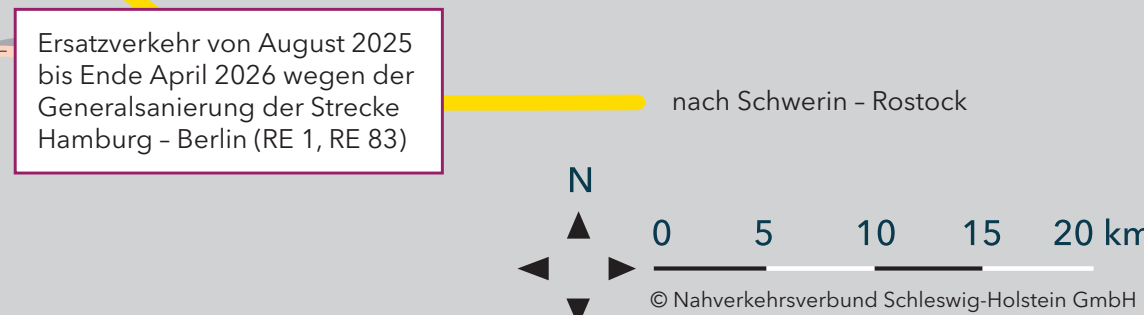 Ersatzverkehr von August 2025
bis Ende April 2026 wegen der
Generalsanierung der Strecke
Hamburg – Berlin (RE 1, RE 83)
nach Schwerin – Rostock
N
0 5 10 15 20 km
© Nahverkehrsverbund Schleswig-Holstein GmbH